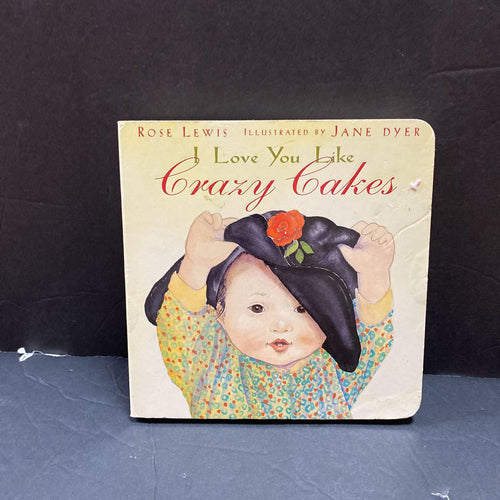 ROSE LEWIS ILLUSTRATED BY JANE DYER
I Love You Like
Crazy Cakes